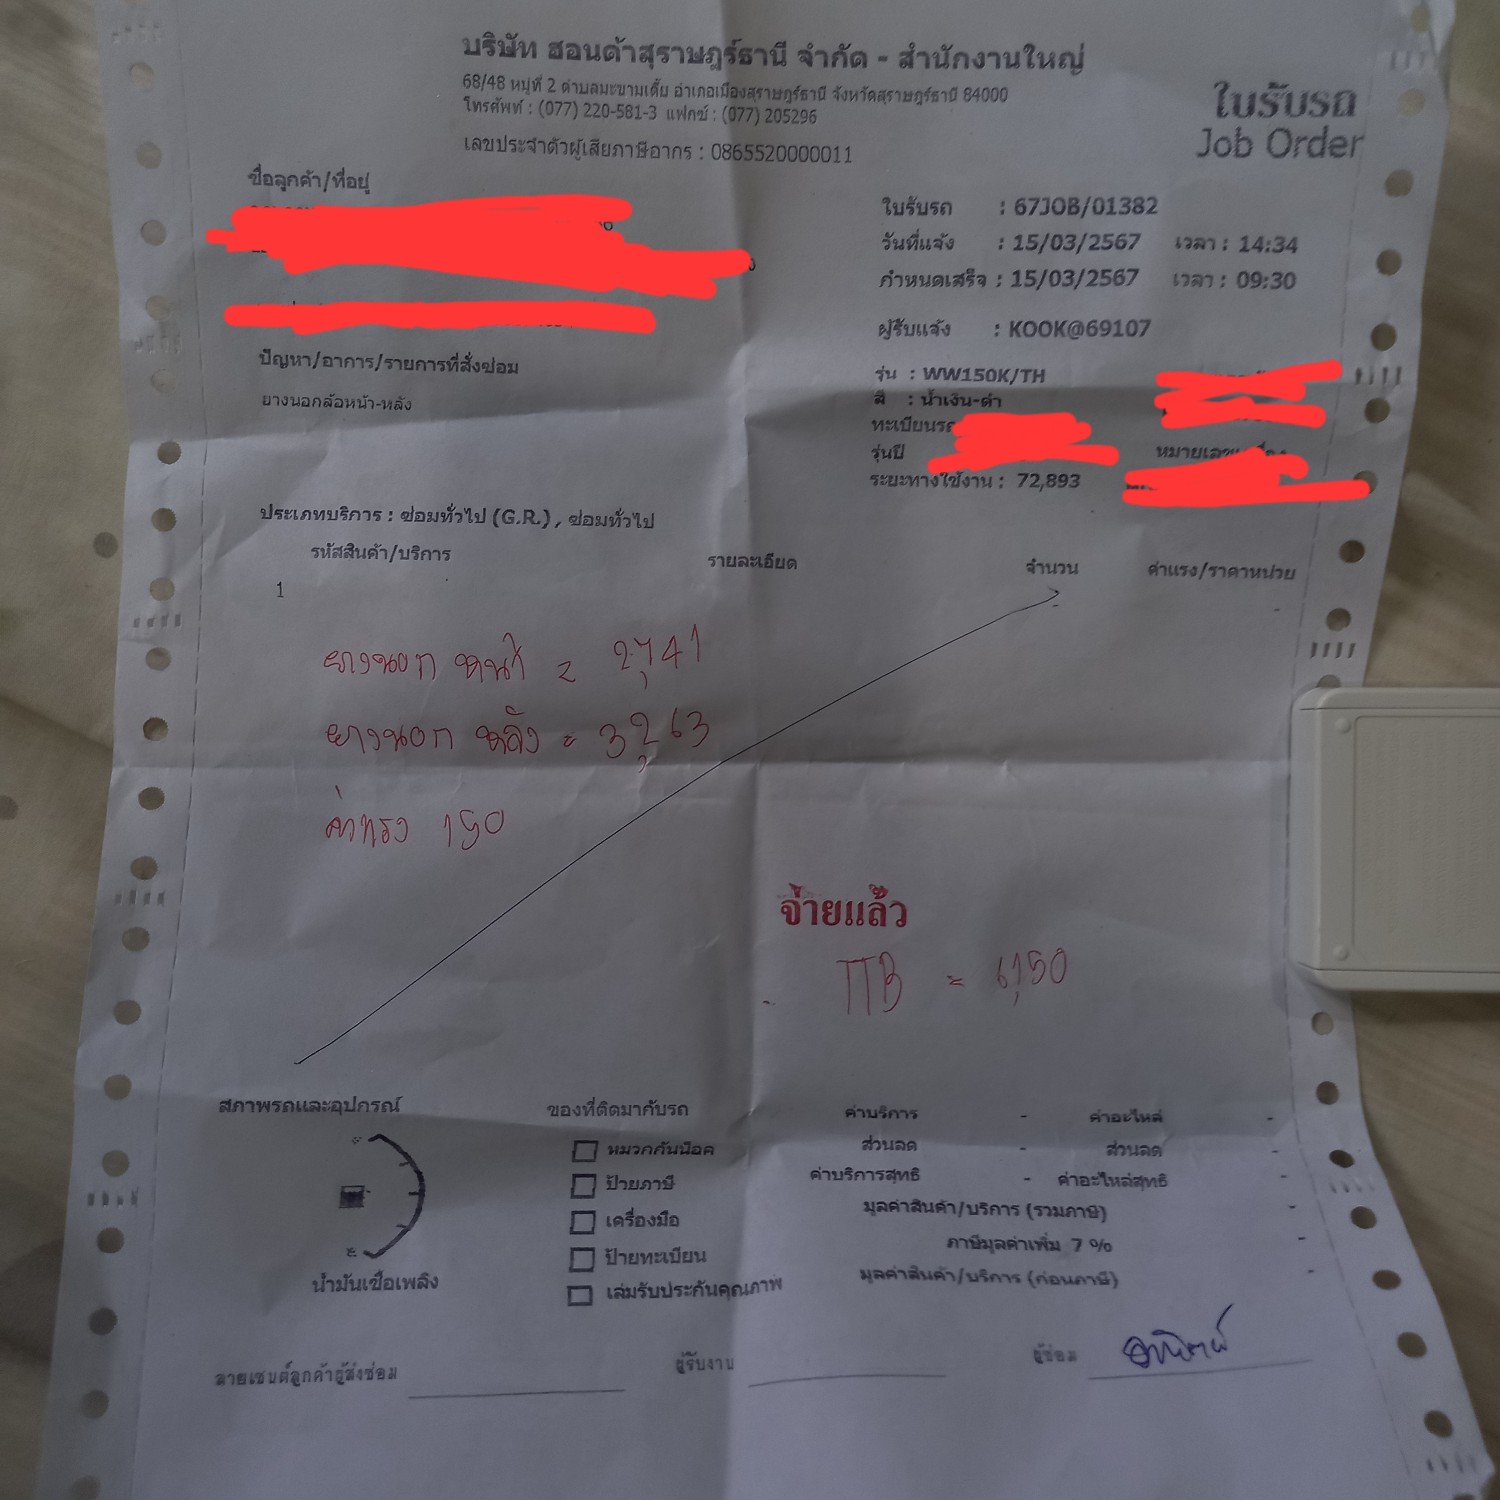 บริษัท ฮอนด้าสุราษฎร์ธานี จำกัด - สำนักงานใหญ่
68/48 หมู่ที่ 2 ตำบลมะขามเตี้ย อำเภอเมืองสุราษฎร์ธานี จังหวัดสุราษฎร์ธานี 84000
โทรศัพท์ : (077) 220-581-3 แฟกซ์ : (077) 205296
เลขประจำตัวผู้เสียภาษีอากร : 0865520000011
ใบรับรถ
Job Order
ชื่อลูกค้า/ที่อยู่
ใบรับรถ : 67JOB/01382
วันที่แจ้ง : 15/03/2567 เวลา : 14:34
กำหนดเสร็จ : 15/03/2567 เวลา : 09:30
ผู้รับแจ้ง : KOOK@69107
ปัญหา/อาการ/รายการที่สั่งซ่อม
ยางนอกล้อหน้า-หลัง
รุ่น : WW150K/TH
สี : น้ำเงิน-ดำ
ทะเบียนรถ
รุ่นปี
ระยะทางใช้งาน : 72,893
ประเภทบริการ : ซ่อมทั่วไป (G.R.) , ซ่อมทั่วไป
รหัสสินค้า/บริการ รายละเอียด จำนวน ค่าแรง/ราคาหน่วย
1 - -
ยางนอก หน้า = 2,741
ยางนอก หลัง = 3,263
ค่าแรง 150
จ่ายแล้ว
TTB = 6,150
สภาพรถและอุปกรณ์
น้ำมันเชื้อเพลิง
ของที่ติดมากับรถ
หมวกกันน็อค
ป้ายภาษี
เครื่องมือ
ป้ายทะเบียน
เล่มรับประกันคุณภาพ
ค่าบริการ - ค่าอะไหล่ -
ส่วนลด - ส่วนลด -
ค่าบริการสุทธิ - ค่าอะไหล่สุทธิ -
มูลค่าสินค้า/บริการ (รวมภาษี) -
ภาษีมูลค่าเพิ่ม 7 % -
มูลค่าสินค้า/บริการ (ก่อนภาษี) -
ลายเซนต์ลูกค้าผู้สั่งซ่อม ผู้รับงาน ผู้ซ่อม